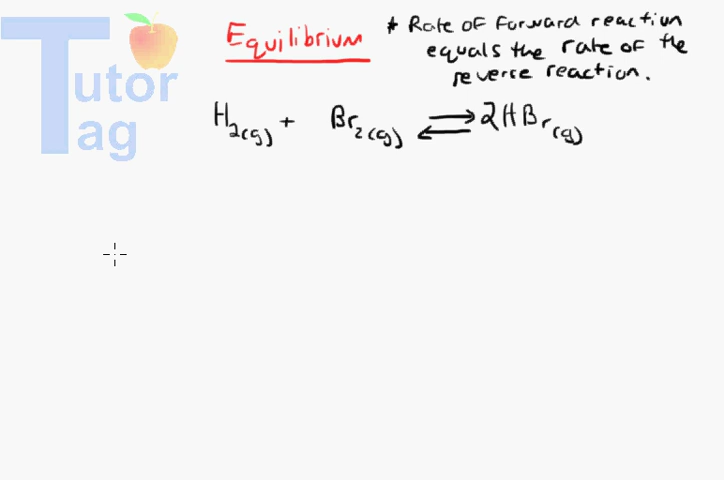 Tutor
Tag
Equilibrium
* Rate of forward reaction
equals the rate of the
reverse reaction.
H2(g) + Br2(g) ⇌ 2HBr(g)